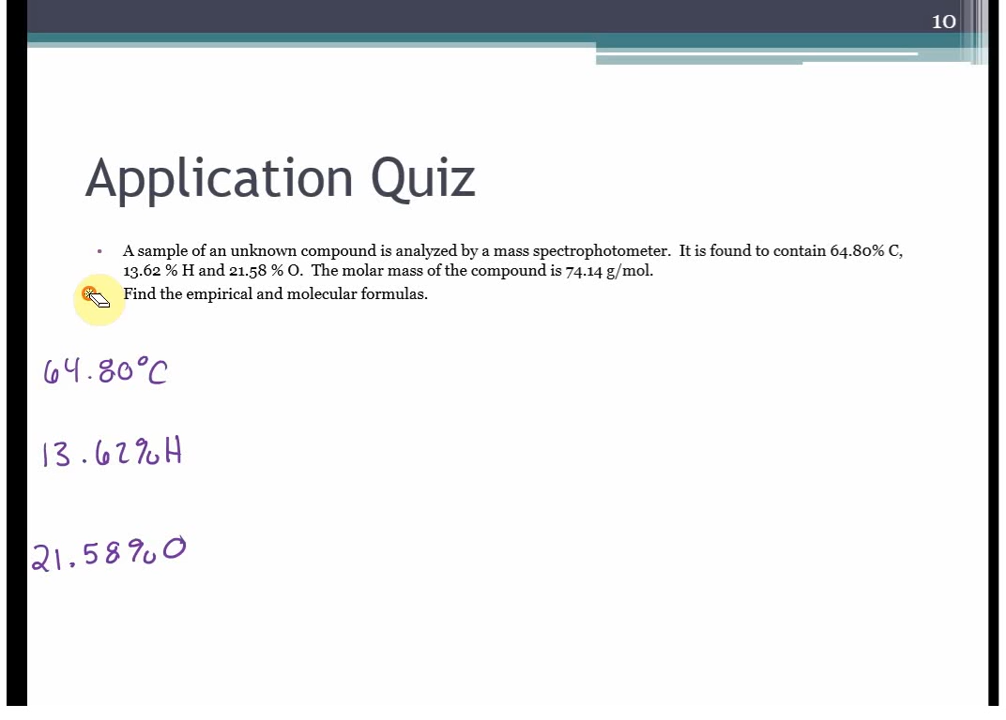 10
Application Quiz
• A sample of an unknown compound is analyzed by a mass spectrophotometer. It is found to contain 64.80% C,
13.62 % H and 21.58 % O. The molar mass of the compound is 74.14 g/mol.
Find the empirical and molecular formulas.
64.80°C
13.62% H
21.58% O